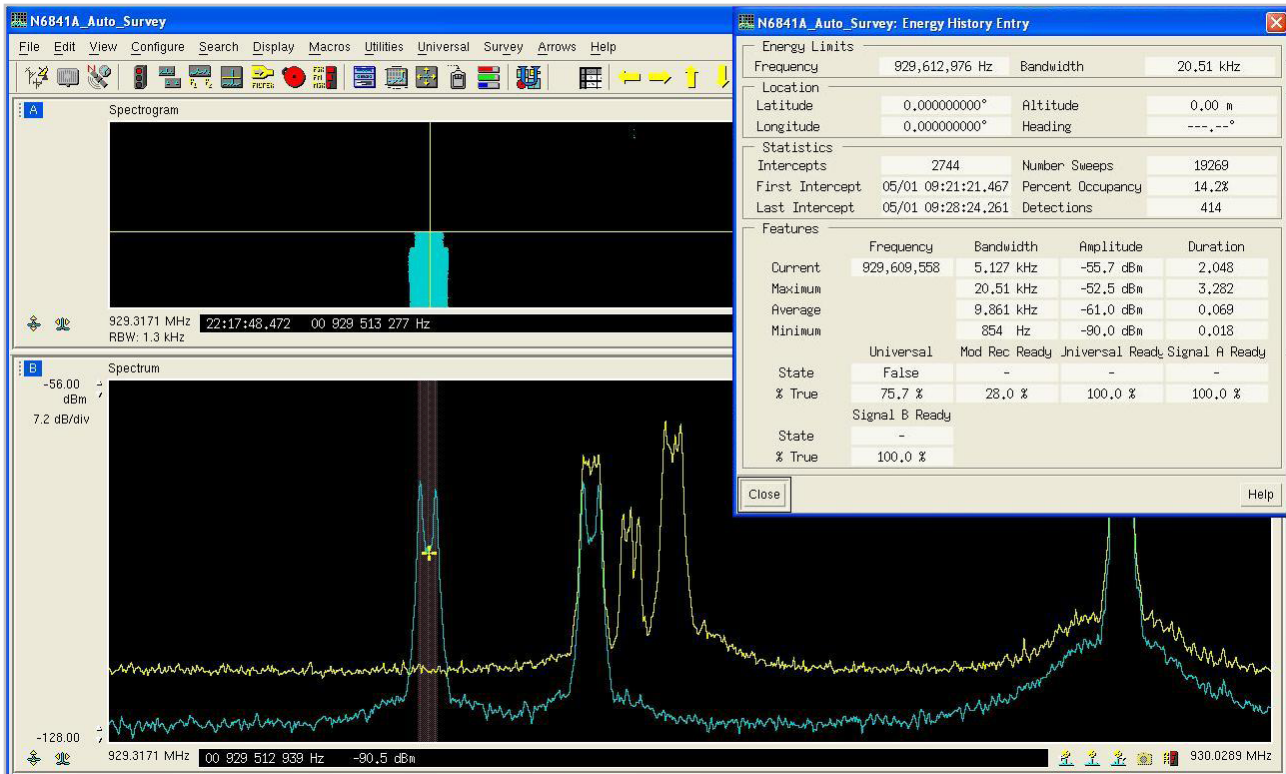 N6841A_Auto_Survey
File Edit View Configure Search Display Macros Utilities Universal Survey Arrows Help
A Spectrogram
929.3171 MHz 22:17:48.472 00 929 513 277 Hz
RBW: 1.3 kHz
B Spectrum
-56.00
dBm
7.2 dB/div
-128.00
929.3171 MHz 00 929 512 939 Hz -90.5 dBm 930.0289 MHz
N6841A_Auto_Survey: Energy History Entry
Energy Limits
Frequency 929,612,976 Hz Bandwidth 20.51 kHz
Location
Latitude 0.000000000° Altitude 0.00 m
Longitude 0.000000000° Heading ---.--°
Statistics
Intercepts 2744 Number Sweeps 19269
First Intercept 05/01 09:21:21.467 Percent Occupancy 14.2%
Last Intercept 05/01 09:28:24.261 Detections 414
Features
Frequency Bandwidth Amplitude Duration
Current 929,609,558 5.127 kHz -55.7 dBm 2.048
Maximum 20.51 kHz -52.5 dBm 3.282
Average 9.861 kHz -61.0 dBm 0.069
Minimum 854 Hz -90.0 dBm 0.018
Universal Mod Rec Ready Universal Ready Signal A Ready
State False - - -
% True 75.7 % 28.0 % 100.0 % 100.0 %
Signal B Ready
State -
% True 100.0 %
Close Help